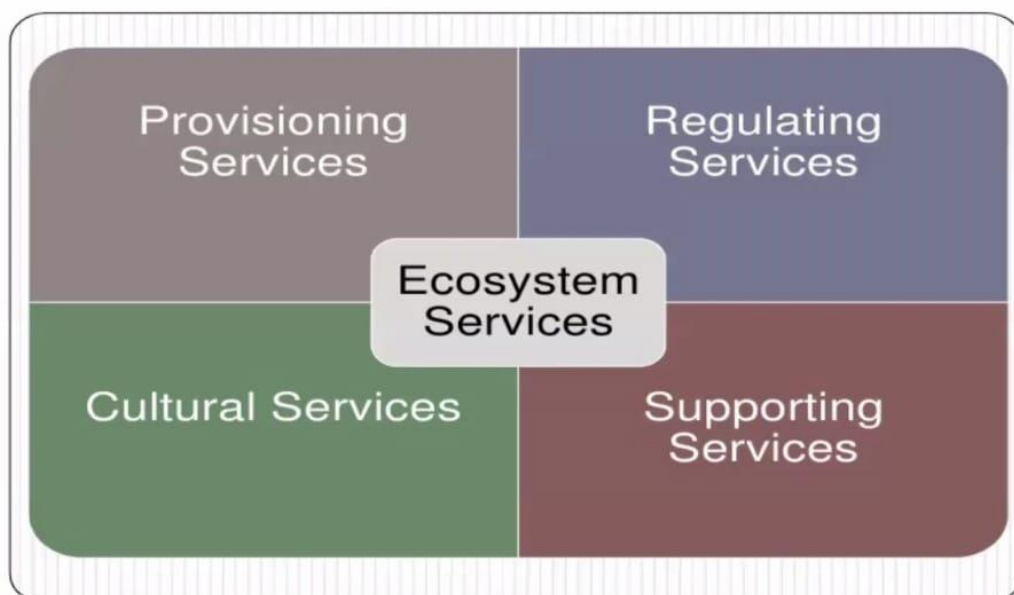 Provisioning
Services
Regulating
Services
Ecosystem
Services
Cultural Services
Supporting
Services